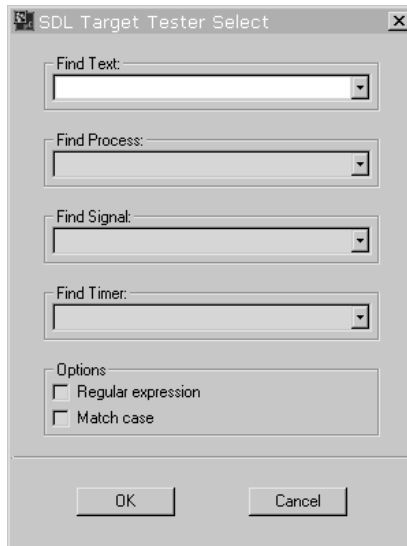 SDL Target Tester Select
Find Text:
Find Process:
Find Signal:
Find Timer:
Options
Regular expression
Match case
OK
Cancel